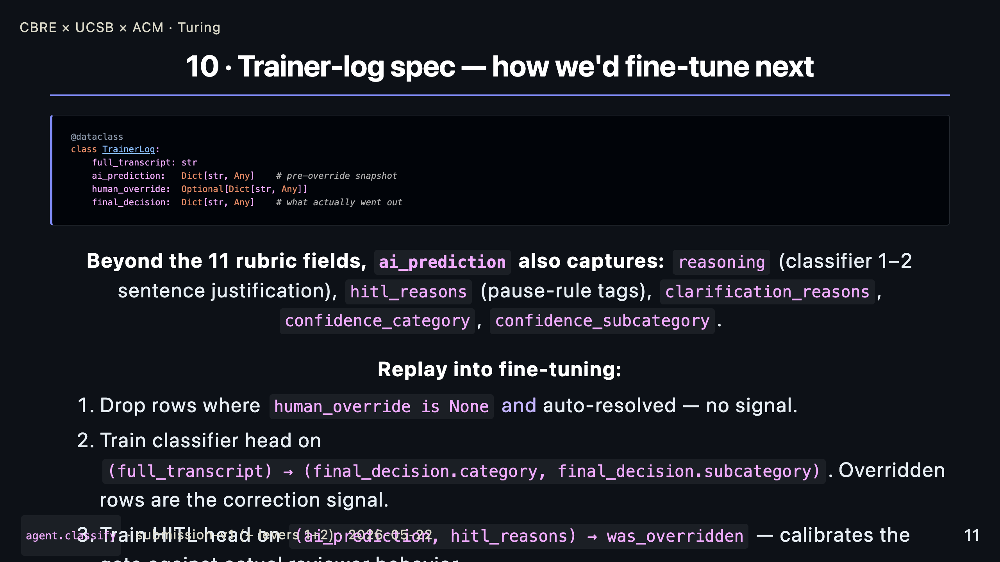 CBRE × UCSB × ACM · Turing
10 · Trainer-log spec — how we'd fine-tune next
@dataclass
class TrainerLog:
    full_transcript: str
    ai_prediction:   Dict[str, Any]    # pre-override snapshot
    human_override:  Optional[Dict[str, Any]]
    final_decision:  Dict[str, Any]    # what actually went out
Beyond the 11 rubric fields, ai_prediction also captures: reasoning (classifier 1–2
sentence justification), hitl_reasons (pause-rule tags), clarification_reasons,
confidence_category, confidence_subcategory.
Replay into fine-tuning:
1. Drop rows where human_override is None and auto-resolved — no signal.
2. Train classifier head on
(full_transcript) → (final_decision.category, final_decision.subcategory). Overridden
rows are the correction signal.
3. Train HITL head on (ai_prediction, hitl_reasons) → was_overridden — calibrates the
gate against actual reviewer behavior
agent.classify · submission-v1 (+ levers 1+2) · 2026-05-22
11